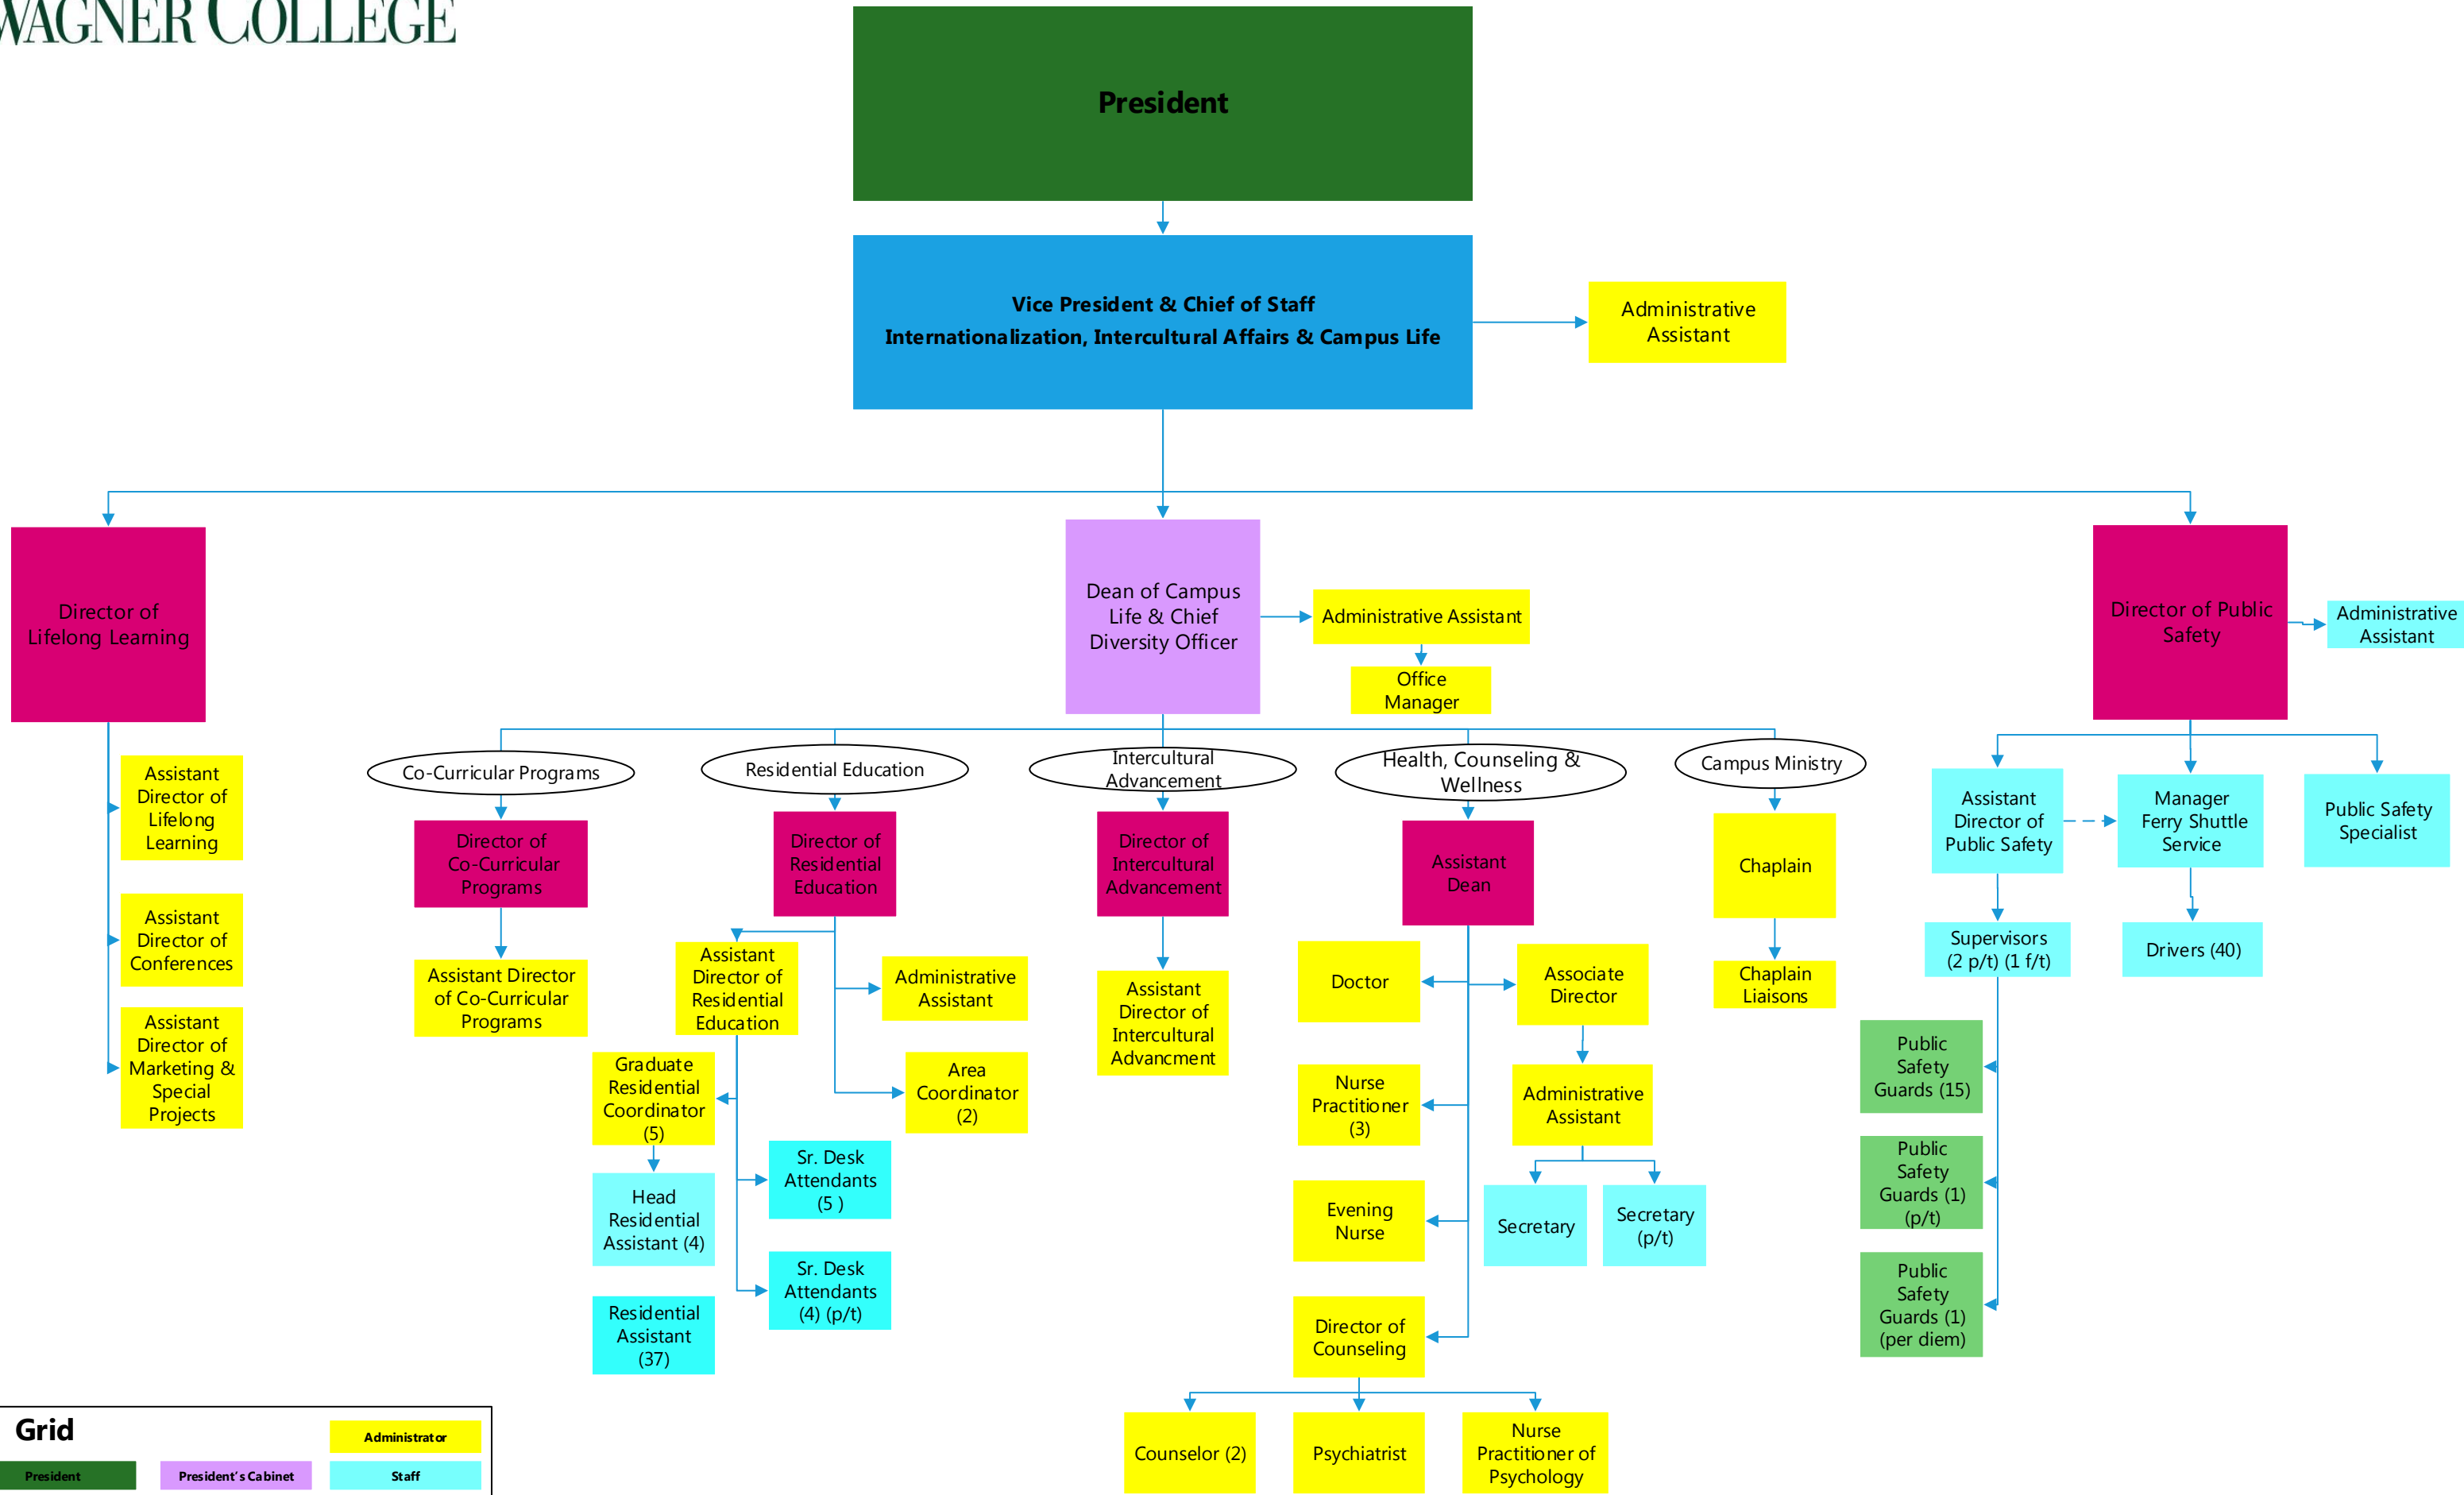 WAGNER COLLEGE
President
Vice President & Chief of Staff
Internationalization, Intercultural Affairs & Campus Life
Administrative
Assistant
Director of
Lifelong Learning
Dean of Campus
Life & Chief
Diversity Officer
Administrative Assistant
Office
Manager
Director of Public
Safety
Administrative
Assistant
Assistant
Director of
Lifelong
Learning
Assistant
Director of
Conferences
Assistant
Director of
Marketing &
Special
Projects
Co-Curricular Programs
Director of
Co-Curricular
Programs
Assistant Director
of Co-Curricular
Programs
Residential Education
Director of
Residential
Education
Assistant
Director of
Residential
Education
Administrative
Assistant
Area
Coordinator
(2)
Graduate
Residential
Coordinator
(5)
Head
Residential
Assistant (4)
Residential
Assistant
(37)
Sr. Desk
Attendants
(5 )
Sr. Desk
Attendants
(4) (p/t)
Intercultural
Advancement
Director of
Intercultural
Advancement
Assistant
Director of
Intercultural
Advancment
Health, Counseling &
Wellness
Assistant
Dean
Doctor
Nurse
Practitioner
(3)
Evening
Nurse
Director of
Counseling
Counselor (2)
Psychiatrist
Nurse
Practitioner of
Psychology
Associate
Director
Administrative
Assistant
Secretary
Secretary
(p/t)
Campus Ministry
Chaplain
Chaplain
Liaisons
Assistant
Director of
Public Safety
Manager
Ferry Shuttle
Service
Public Safety
Specialist
Supervisors
(2 p/t) (1 f/t)
Drivers (40)
Public
Safety
Guards (15)
Public
Safety
Guards (1)
(p/t)
Public
Safety
Guards (1)
(per diem)
Grid
Administrator
President
President's Cabinet
Staff